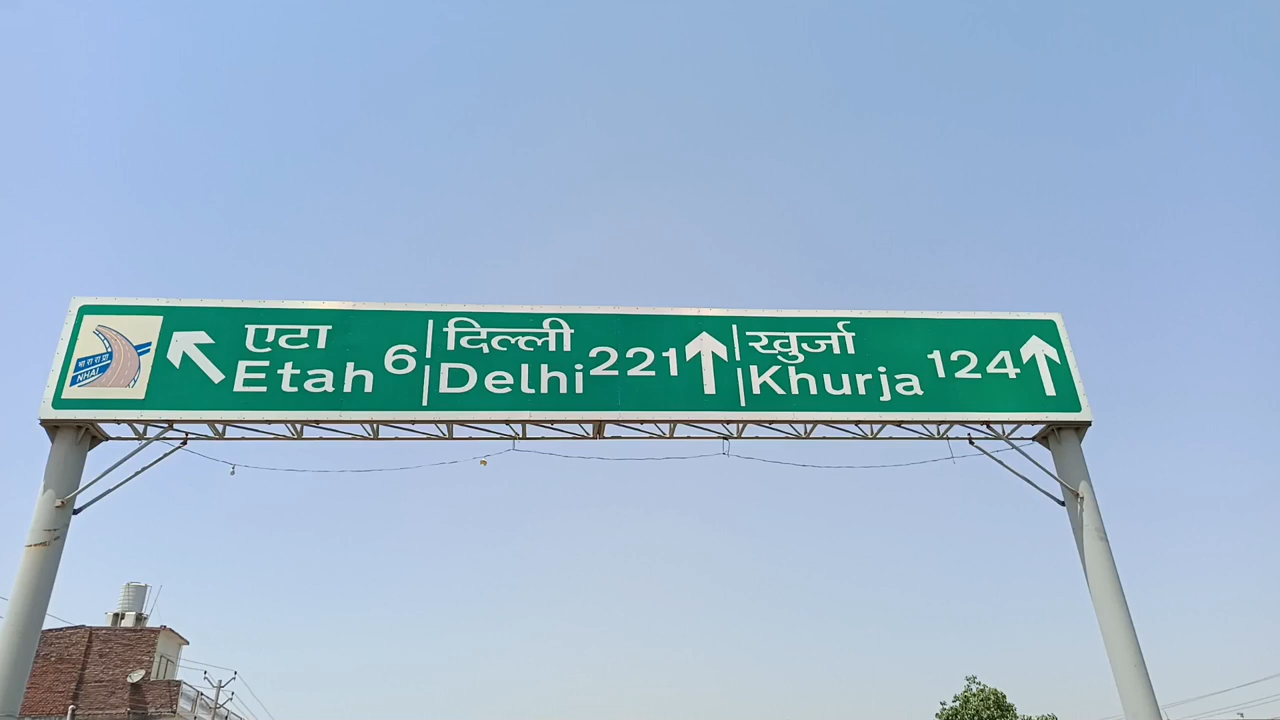 भा रा रा प्रा
NHAI
एटा
Etah 6
दिल्ली
Delhi 221
खुर्जा
Khurja 124